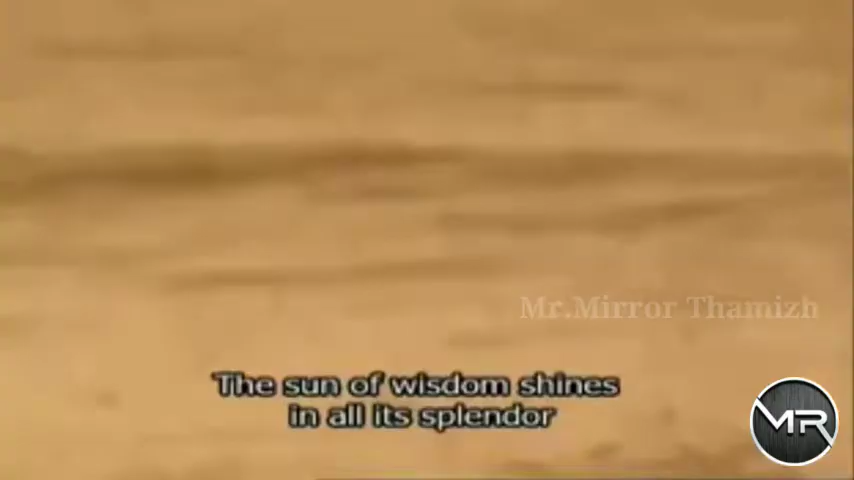 Mr.Mirror Thamizh
The sun of wisdom shines
in all its splendor
MR